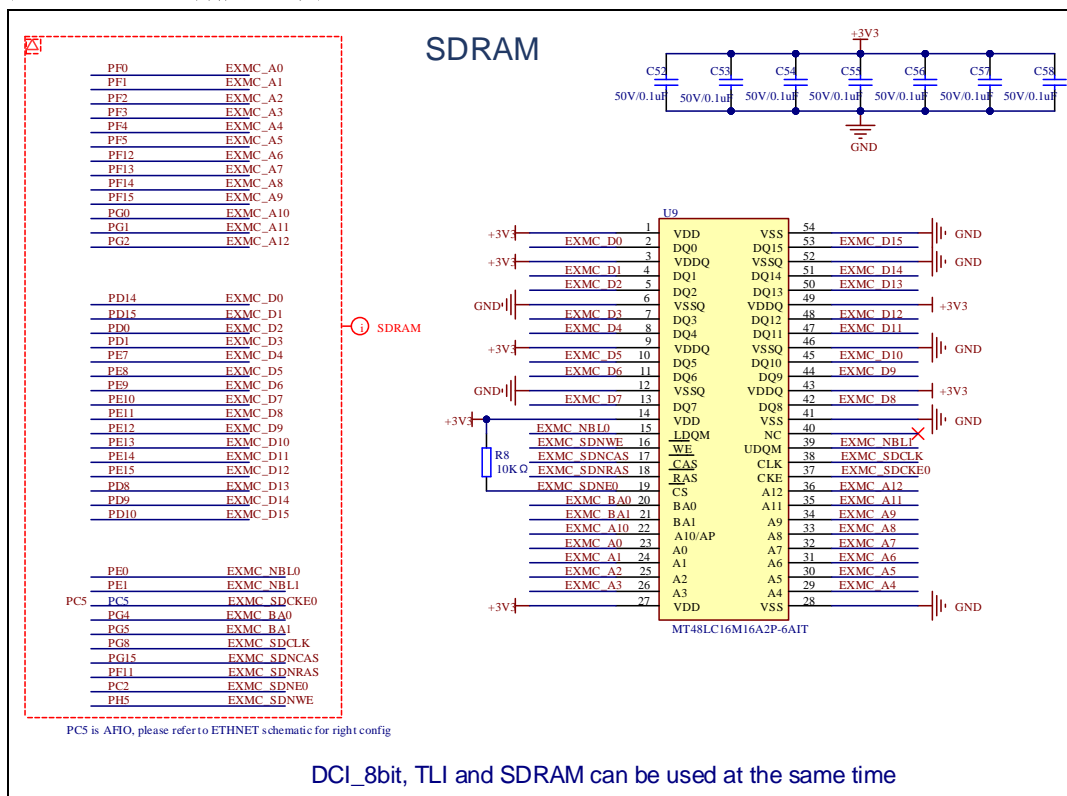 SDRAM
+3V3
C52 C53 C54 C55 C56 C57 C58
50V/0.1uF 50V/0.1uF 50V/0.1uF 50V/0.1uF 50V/0.1uF 50V/0.1uF 50V/0.1uF
GND
PF0 EXMC_A0
PF1 EXMC_A1
PF2 EXMC_A2
PF3 EXMC_A3
PF4 EXMC_A4
PF5 EXMC_A5
PF12 EXMC_A6
PF13 EXMC_A7
PF14 EXMC_A8
PF15 EXMC_A9
PG0 EXMC_A10
PG1 EXMC_A11
PG2 EXMC_A12
PD14 EXMC_D0
PD15 EXMC_D1
PD0 EXMC_D2
PD1 EXMC_D3
PE7 EXMC_D4
PE8 EXMC_D5
PE9 EXMC_D6
PE10 EXMC_D7
PE11 EXMC_D8
PE12 EXMC_D9
PE13 EXMC_D10
PE14 EXMC_D11
PE15 EXMC_D12
PD8 EXMC_D13
PD9 EXMC_D14
PD10 EXMC_D15
i SDRAM
PE0 EXMC_NBL0
PE1 EXMC_NBL1
PC5 PC5 EXMC_SDCKE0
PG4 EXMC_BA0
PG5 EXMC_BA1
PG8 EXMC_SDCLK
PG15 EXMC_SDNCAS
PF11 EXMC_SDNRAS
PC2 EXMC_SDNE0
PH5 EXMC_SDNWE
PC5 is AFIO, please refer to ETHNET schematic for right config
U9
+3V3 1 VDD VSS 54 GND
EXMC_D0 2 DQ0 DQ15 53 EXMC_D15
+3V3 3 VDDQ VSSQ 52 GND
EXMC_D1 4 DQ1 DQ14 51 EXMC_D14
EXMC_D2 5 DQ2 DQ13 50 EXMC_D13
GND 6 VSSQ VDDQ 49 +3V3
EXMC_D3 7 DQ3 DQ12 48 EXMC_D12
EXMC_D4 8 DQ4 DQ11 47 EXMC_D11
+3V3 9 VDDQ VSSQ 46 GND
EXMC_D5 10 DQ5 DQ10 45 EXMC_D10
EXMC_D6 11 DQ6 DQ9 44 EXMC_D9
GND 12 VSSQ VDDQ 43 +3V3
EXMC_D7 13 DQ7 DQ8 42 EXMC_D8
+3V3 14 VDD VSS 41 GND
EXMC_NBL0 15 LDQM NC 40
EXMC_SDNWE 16 WE UDQM 39 EXMC_NBL1
R8 EXMC_SDNCAS 17 CAS CLK 38 EXMC_SDCLK
10KΩ EXMC_SDNRAS 18 RAS CKE 37 EXMC_SDCKE0
EXMC_SDNE0 19 CS A12 36 EXMC_A12
EXMC_BA0 20 BA0 A11 35 EXMC_A11
EXMC_BA1 21 BA1 A9 34 EXMC_A9
EXMC_A10 22 A10/AP A8 33 EXMC_A8
EXMC_A0 23 A0 A7 32 EXMC_A7
EXMC_A1 24 A1 A6 31 EXMC_A6
EXMC_A2 25 A2 A5 30 EXMC_A5
EXMC_A3 26 A3 A4 29 EXMC_A4
+3V3 27 VDD VSS 28 GND
MT48LC16M16A2P-6AIT
DCI_8bit, TLI and SDRAM can be used at the same time